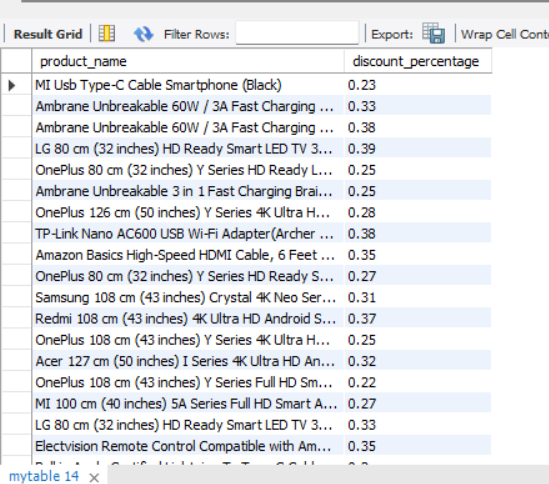 Result Grid Filter Rows: Export: Wrap Cell Conte
product_name discount_percentage
MI Usb Type-C Cable Smartphone (Black) 0.23
Ambrane Unbreakable 60W / 3A Fast Charging ... 0.33
Ambrane Unbreakable 60W / 3A Fast Charging ... 0.38
LG 80 cm (32 inches) HD Ready Smart LED TV 3... 0.39
OnePlus 80 cm (32 inches) Y Series HD Ready L... 0.25
Ambrane Unbreakable 3 in 1 Fast Charging Brai... 0.25
OnePlus 126 cm (50 inches) Y Series 4K Ultra H... 0.28
TP-Link Nano AC600 USB Wi-Fi Adapter(Archer ... 0.38
Amazon Basics High-Speed HDMI Cable, 6 Feet ... 0.35
OnePlus 80 cm (32 inches) Y Series HD Ready S... 0.27
Samsung 108 cm (43 inches) Crystal 4K Neo Ser... 0.31
Redmi 108 cm (43 inches) 4K Ultra HD Android S... 0.37
OnePlus 108 cm (43 inches) Y Series 4K Ultra H... 0.25
Acer 127 cm (50 inches) I Series 4K Ultra HD An... 0.32
OnePlus 108 cm (43 inches) Y Series Full HD Sm... 0.22
MI 100 cm (40 inches) 5A Series Full HD Smart A... 0.27
LG 80 cm (32 inches) HD Ready Smart LED TV 3... 0.33
Electvision Remote Control Compatible with Am... 0.35
mytable 14